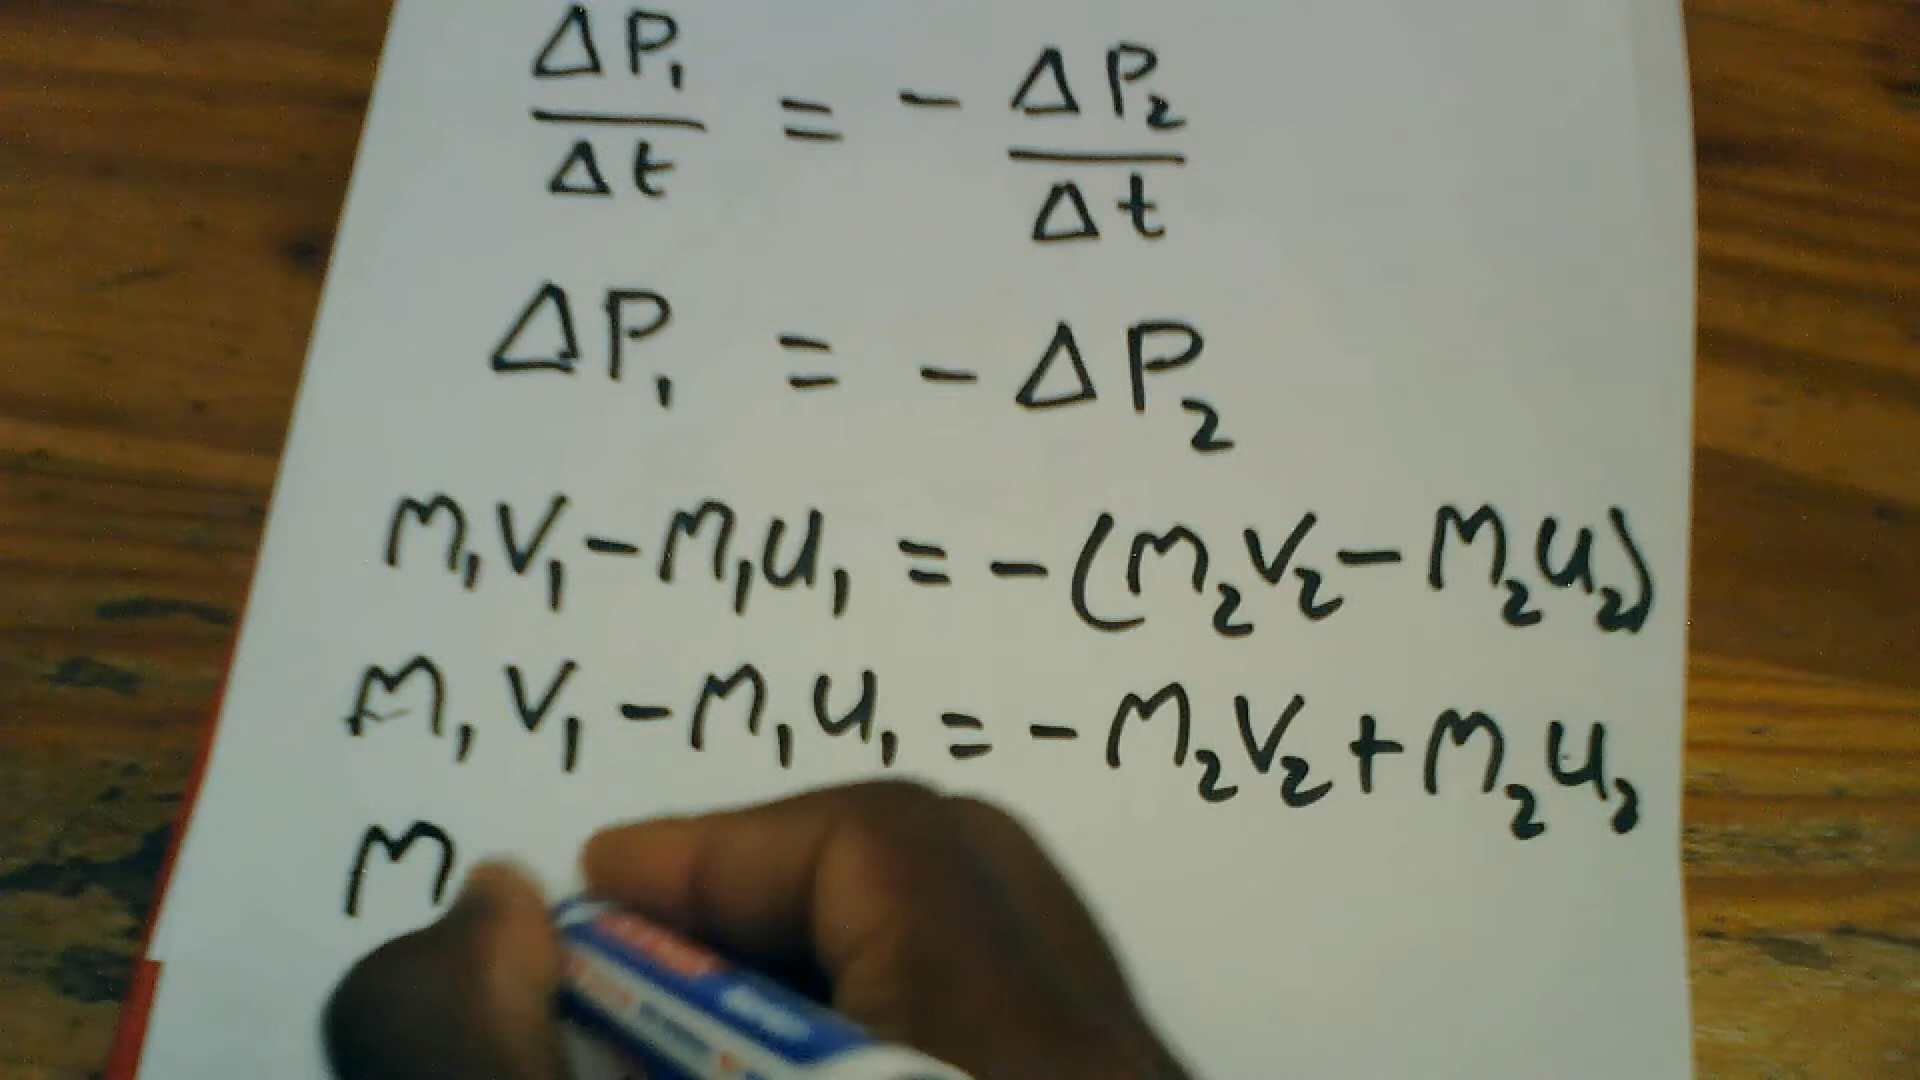 ΔP₁/Δt = - ΔP₂/Δt
ΔP₁ = - ΔP₂
M₁V₁ - M₁U₁ = - (M₂V₂ - M₂U₂)
M₁V₁ - M₁U₁ = - M₂V₂ + M₂U₂
M